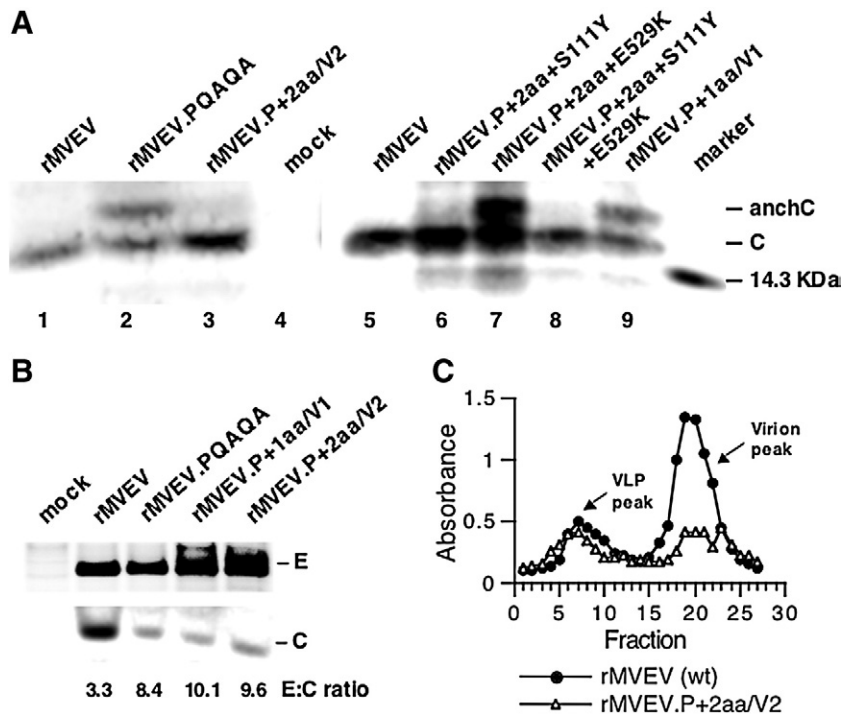 A
rMVEV
rMVEV.PQAQA
rMVEV.P+2aa/V2
mock
rMVEV
rMVEV.P+2aa+S111Y
rMVEV.P+2aa+E529K
rMVEV.P+2aa+S111Y
+E529K
rMVEV.P+1aa/V1
marker
– anchC
– C
– 14.3 KDa
1 2 3 4 5 6 7 8 9
B
mock
rMVEV
rMVEV.PQAQA
rMVEV.P+1aa/V1
rMVEV.P+2aa/V2
– E
– C
3.3 8.4 10.1 9.6 E:C ratio
C
Absorbance
1.5
1
0.5
0
VLP
peak
Virion
peak
0 5 10 15 20 25 30
Fraction
rMVEV (wt)
rMVEV.P+2aa/V2